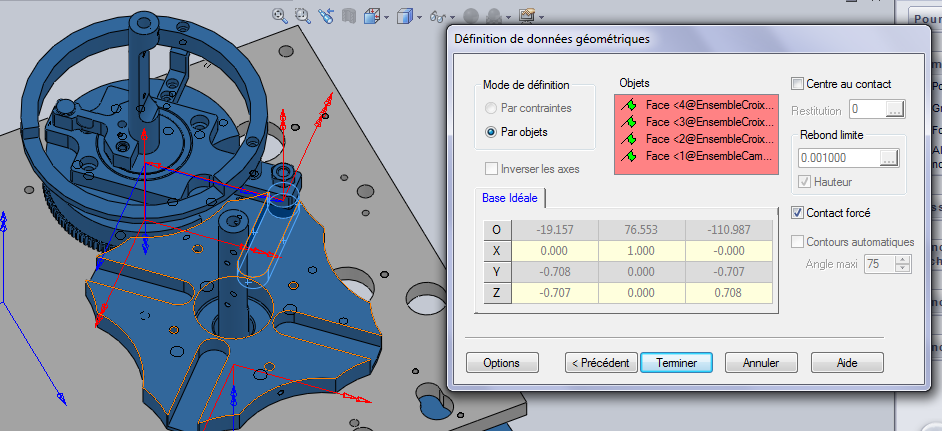 Pour
Définition de données géométriques
Mode de définition
Par contraintes
Par objets
Inverser les axes
Objets
Face <4@EnsembleCroix...
Face <3@EnsembleCroix...
Face <2@EnsembleCroix...
Face <1@EnsembleCam...
Centre au contact
Restitution 0 ...
Rebond limite
0.001000 ...
Hauteur
Contact forcé
Contours automatiques
Angle maxi 75
Base Idéale
O -19.157 76.553 -110.987
X 0.000 1.000 -0.000
Y -0.708 0.000 -0.707
Z -0.707 0.000 0.708
Options
< Précédent
Terminer
Annuler
Aide